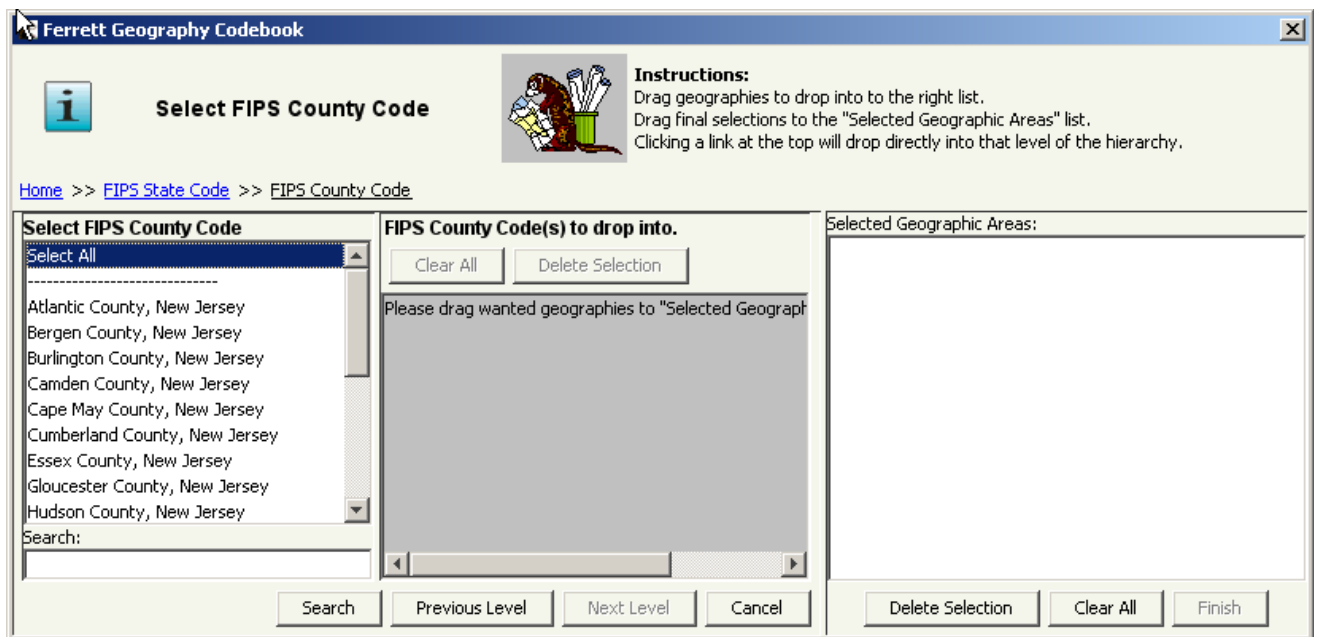 Ferrett Geography Codebook
i
Select FIPS County Code
Instructions:
Drag geographies to drop into to the right list.
Drag final selections to the "Selected Geographic Areas" list.
Clicking a link at the top will drop directly into that level of the hierarchy.
Home >> FIPS State Code >> FIPS County Code
Select FIPS County Code
Select All
------------------------------
Atlantic County, New Jersey
Bergen County, New Jersey
Burlington County, New Jersey
Camden County, New Jersey
Cape May County, New Jersey
Cumberland County, New Jersey
Essex County, New Jersey
Gloucester County, New Jersey
Hudson County, New Jersey
Search:
Search
FIPS County Code(s) to drop into.
Clear All Delete Selection
Please drag wanted geographies to "Selected Geograph
Previous Level Next Level Cancel
Selected Geographic Areas:
Delete Selection Clear All Finish